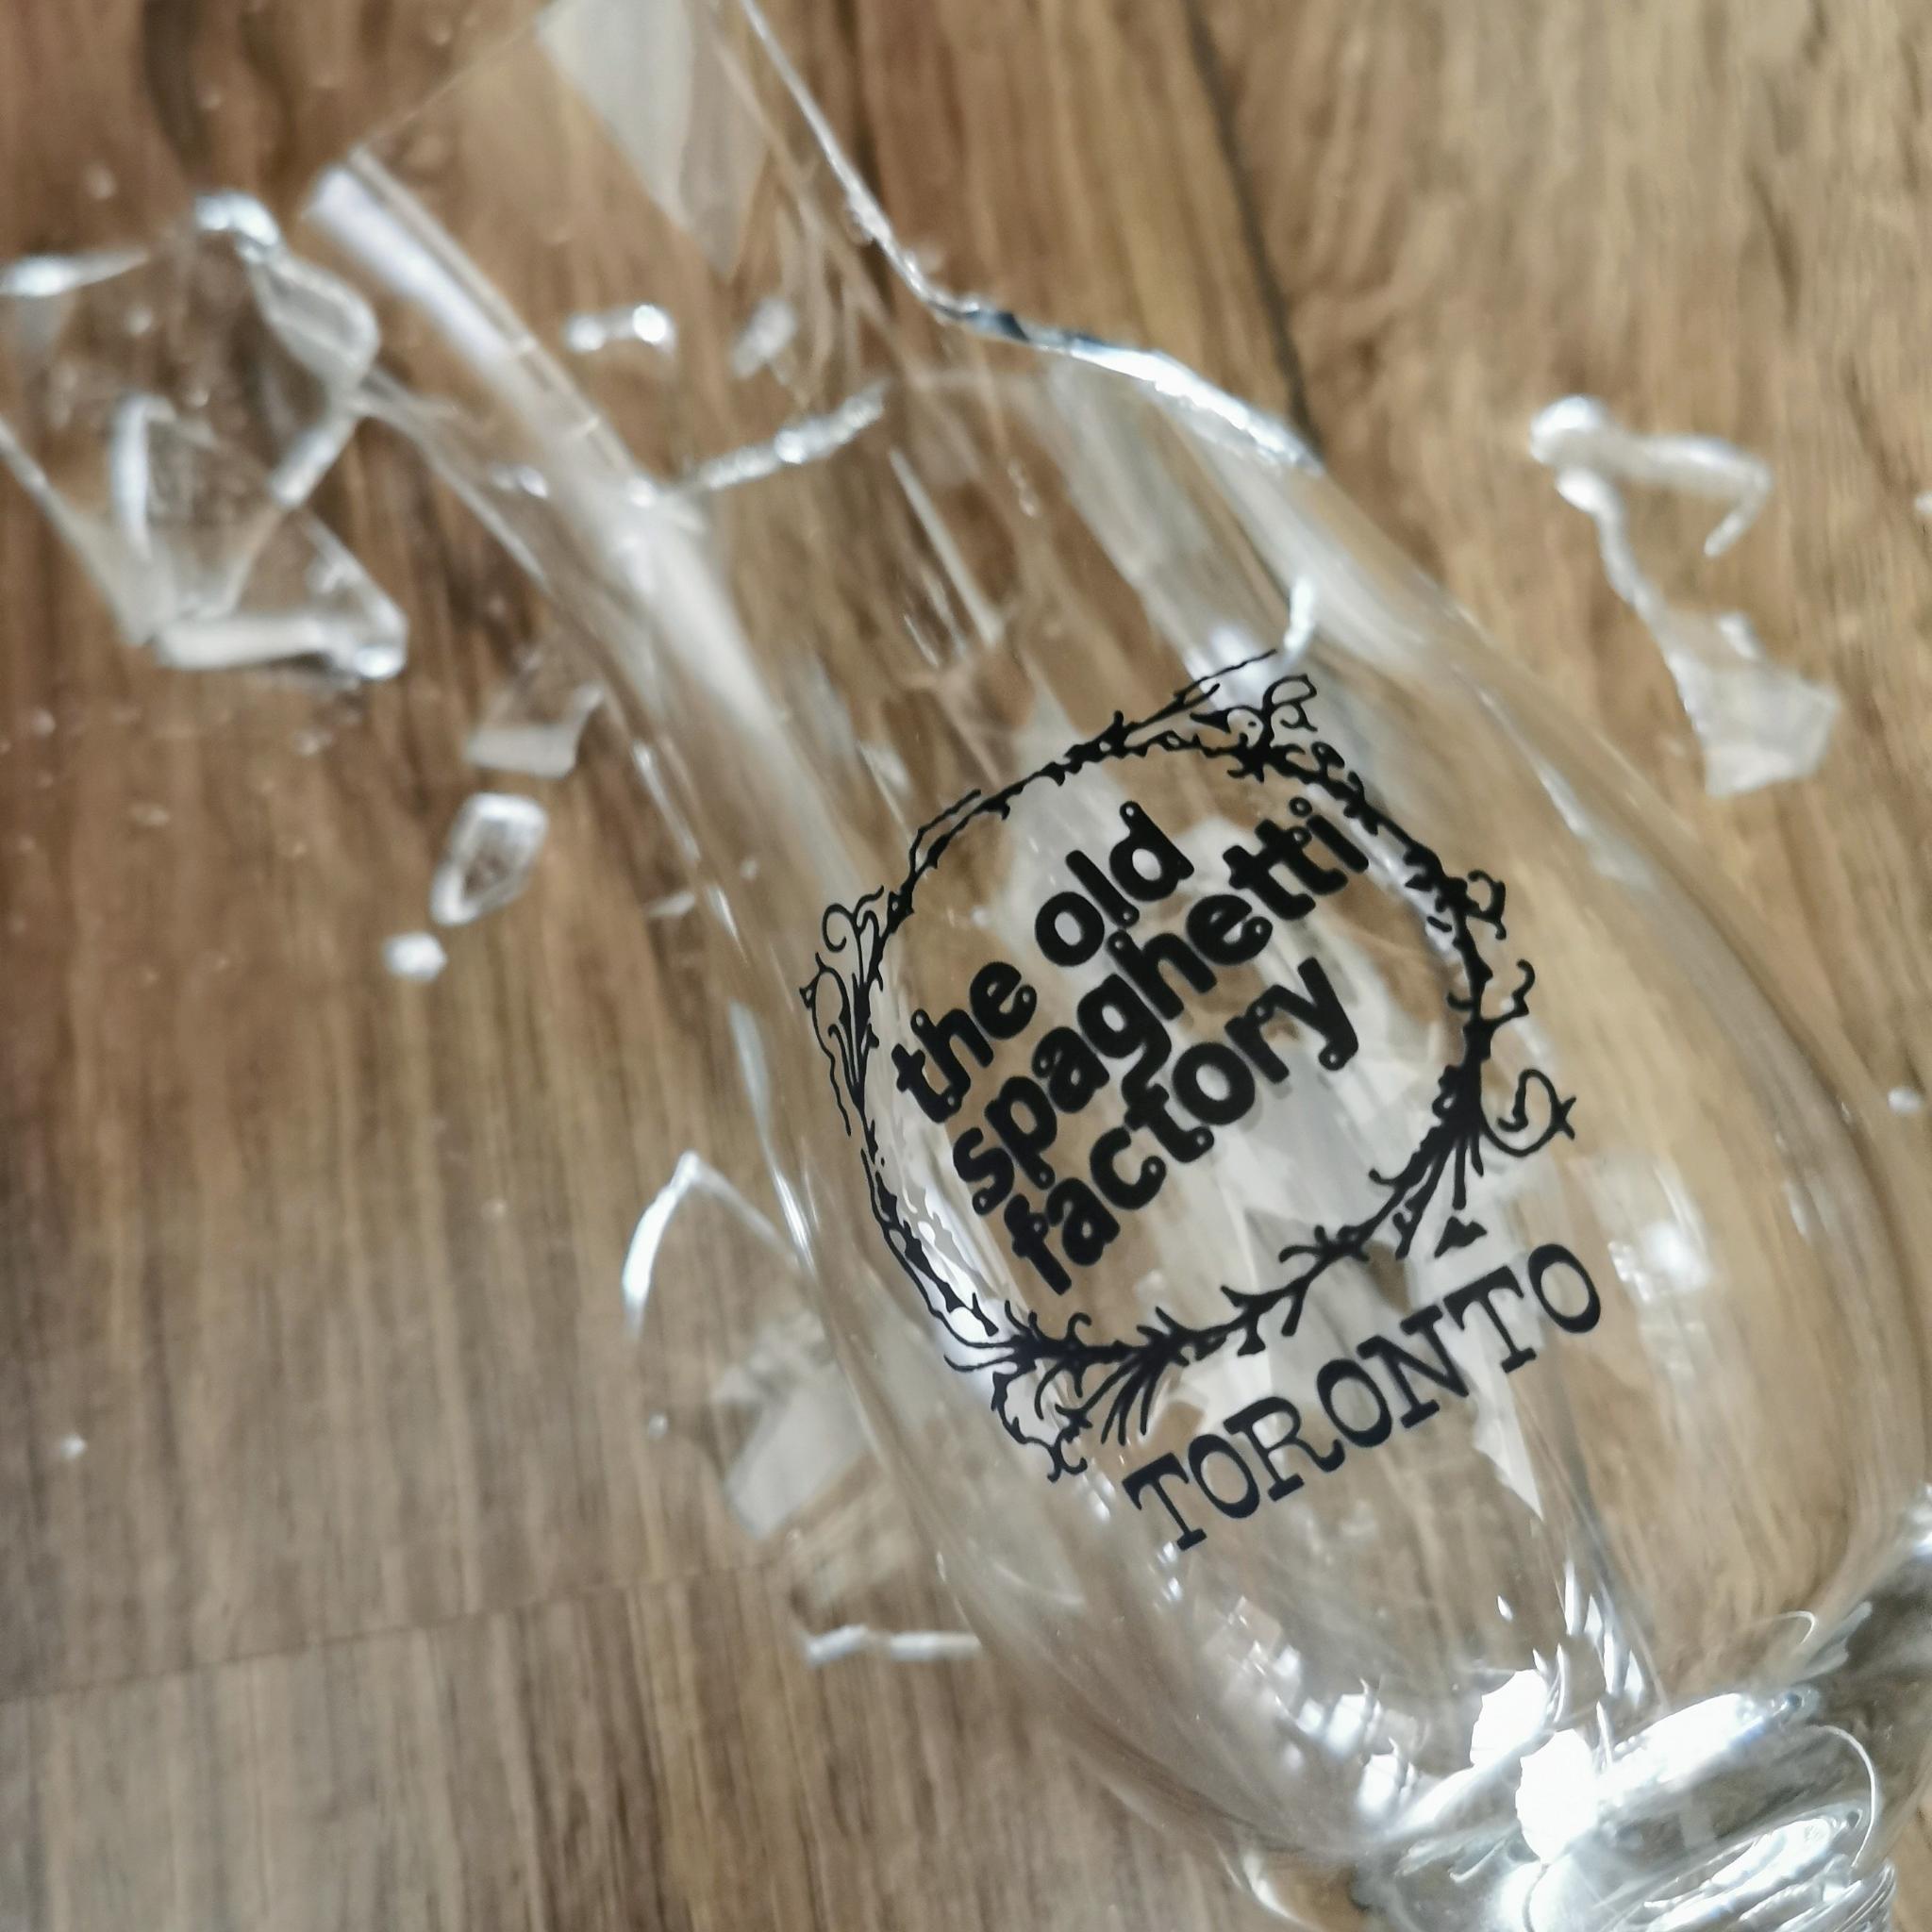 the old
spaghetti
factory
TORONTO